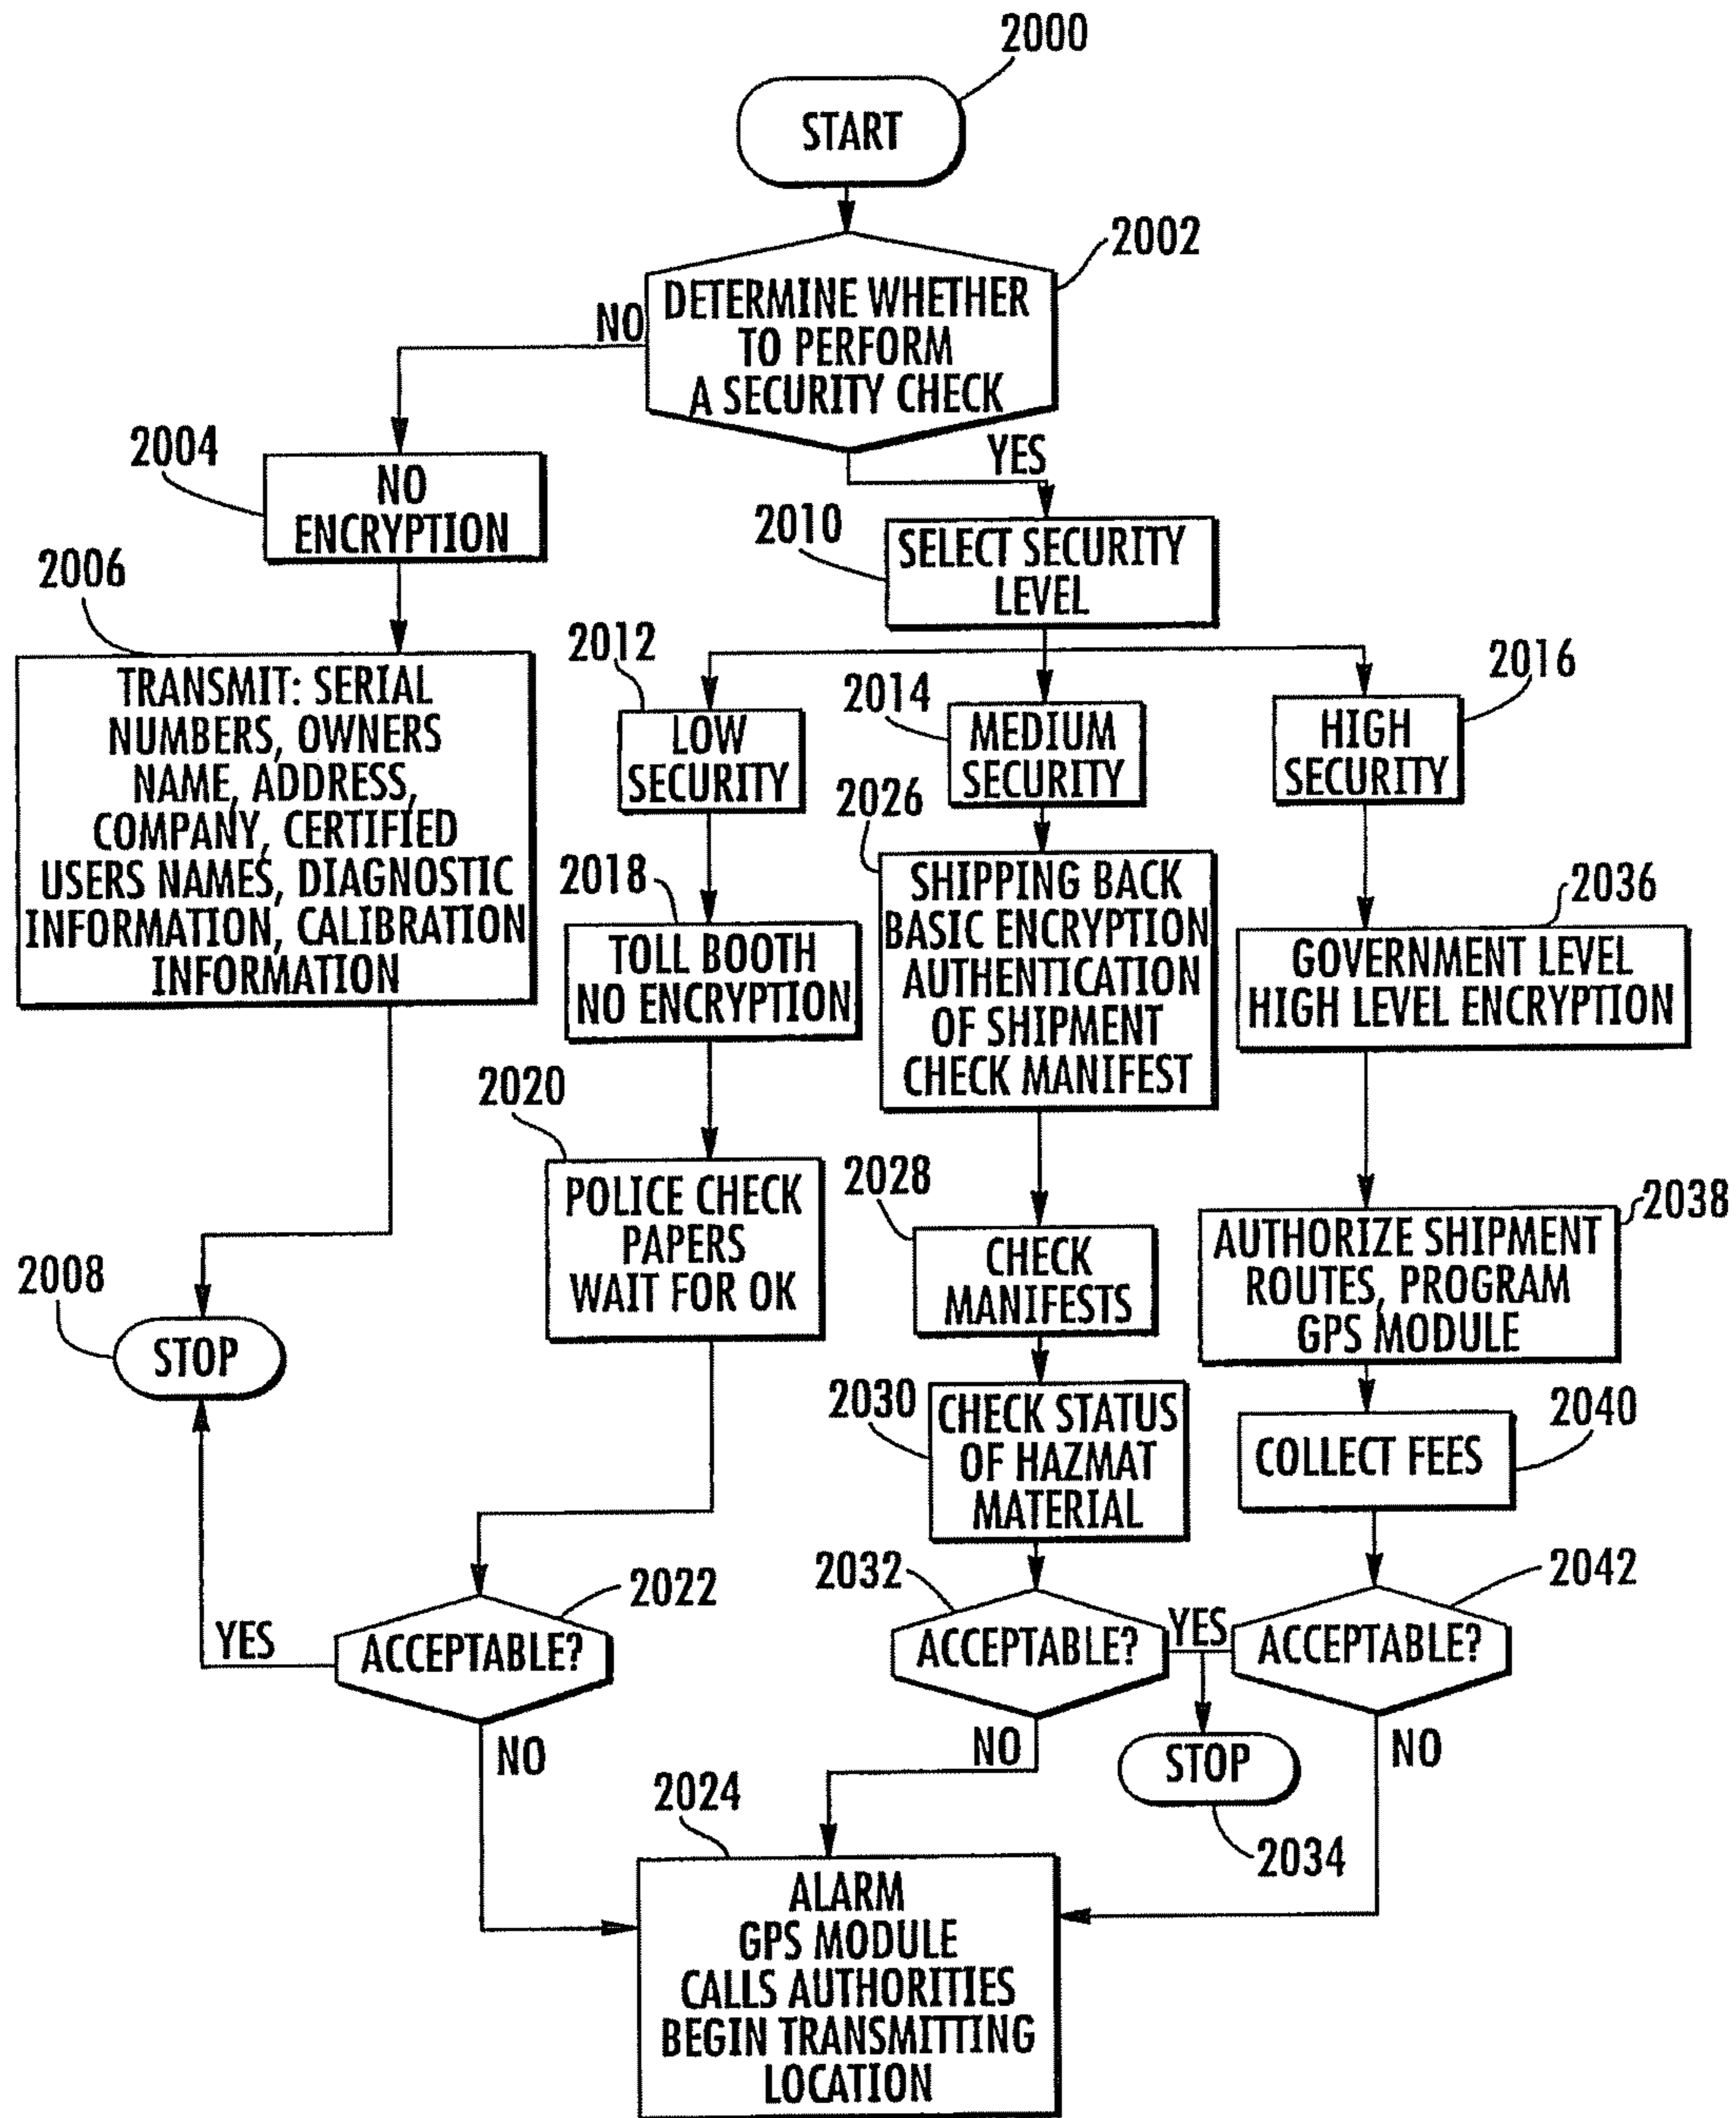 2000
START
2002
DETERMINE WHETHER
TO PERFORM
A SECURITY CHECK
NO
YES
2004
NO
ENCRYPTION
2010
SELECT SECURITY
LEVEL
2006
TRANSMIT: SERIAL
NUMBERS, OWNERS
NAME, ADDRESS,
COMPANY, CERTIFIED
USERS NAMES, DIAGNOSTIC
INFORMATION, CALIBRATION
INFORMATION
2012
LOW
SECURITY
2014
MEDIUM
SECURITY
2016
HIGH
SECURITY
2018
TOLL BOOTH
NO ENCRYPTION
2026
SHIPPING BACK
BASIC ENCRYPTION
AUTHENTICATION
OF SHIPMENT
CHECK MANIFEST
2036
GOVERNMENT LEVEL
HIGH LEVEL ENCRYPTION
2020
POLICE CHECK
PAPERS
WAIT FOR OK
2028
CHECK
MANIFESTS
2038
AUTHORIZE SHIPMENT
ROUTES, PROGRAM
GPS MODULE
2008
STOP
2030
CHECK STATUS
OF HAZMAT
MATERIAL
2040
COLLECT FEES
2022
ACCEPTABLE?
YES
NO
2032
ACCEPTABLE?
YES
NO
2042
ACCEPTABLE?
NO
STOP
2034
2024
ALARM
GPS MODULE
CALLS AUTHORITIES
BEGIN TRANSMITTING
LOCATION